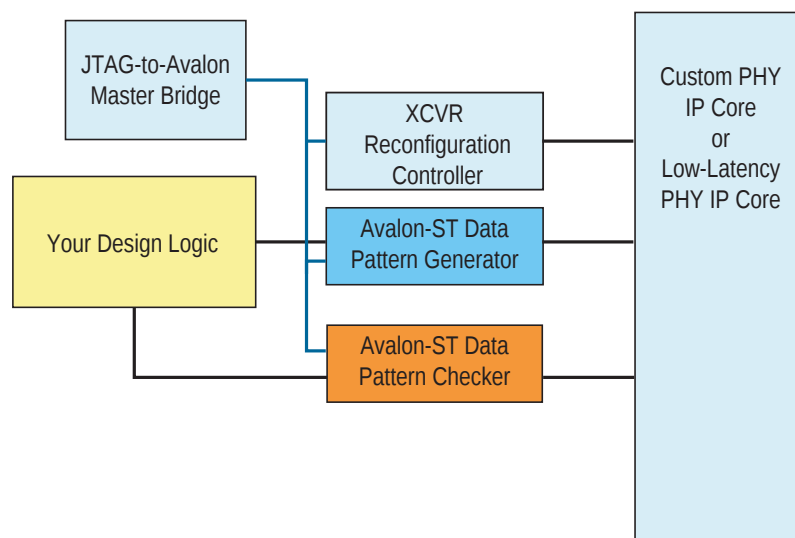 JTAG-to-Avalon
Master Bridge
XCVR
Reconfiguration
Controller
Custom PHY
IP Core
or
Low-Latency
PHY IP Core
Your Design Logic
Avalon-ST Data
Pattern Generator
Avalon-ST Data
Pattern Checker